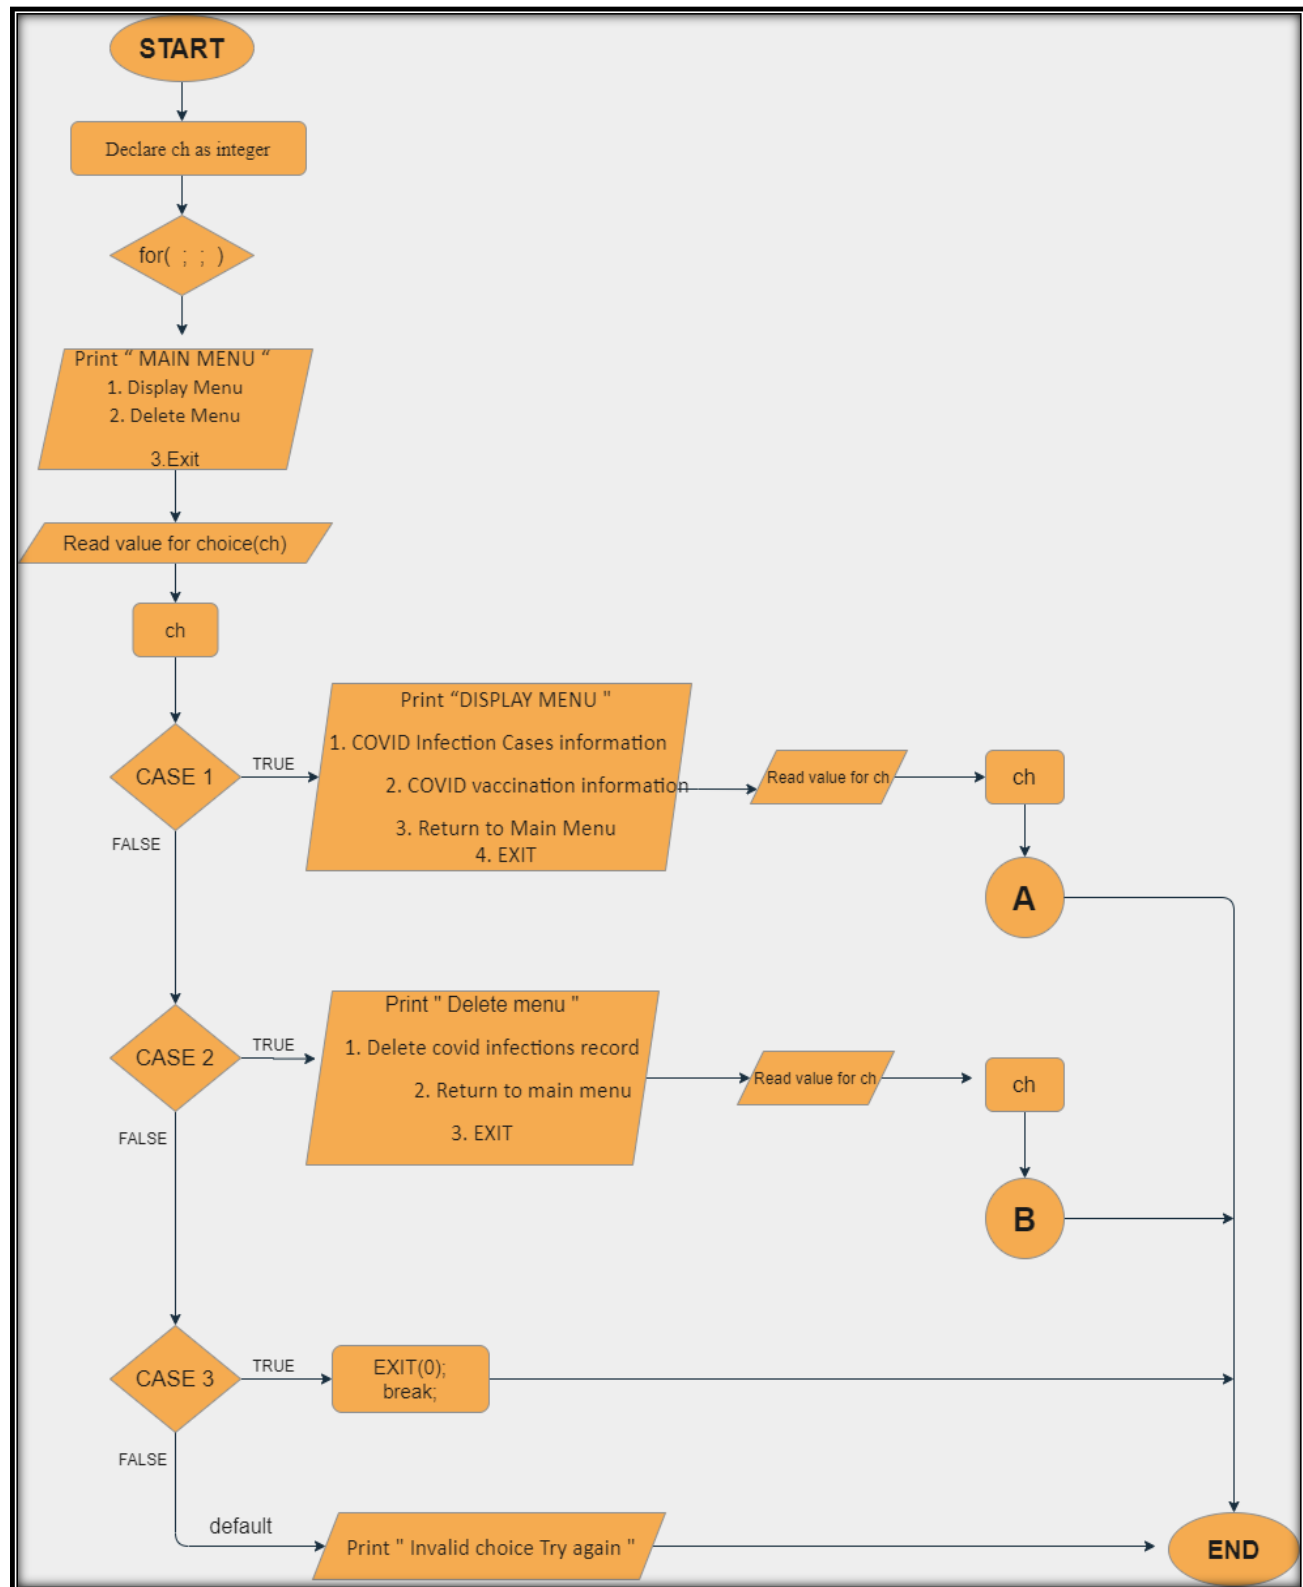 START
Declare ch as integer
for( ; ; )
Print “ MAIN MENU “
1. Display Menu
2. Delete Menu
3.Exit
Read value for choice(ch)
ch
CASE 1
TRUE
FALSE
Print “DISPLAY MENU "
1. COVID Infection Cases information
2. COVID vaccination information
3. Return to Main Menu
4. EXIT
Read value for ch
ch
A
CASE 2
TRUE
FALSE
Print " Delete menu "
1. Delete covid infections record
2. Return to main menu
3. EXIT
Read value for ch
ch
B
CASE 3
TRUE
FALSE
EXIT(0);
break;
default
Print " Invalid choice Try again "
END